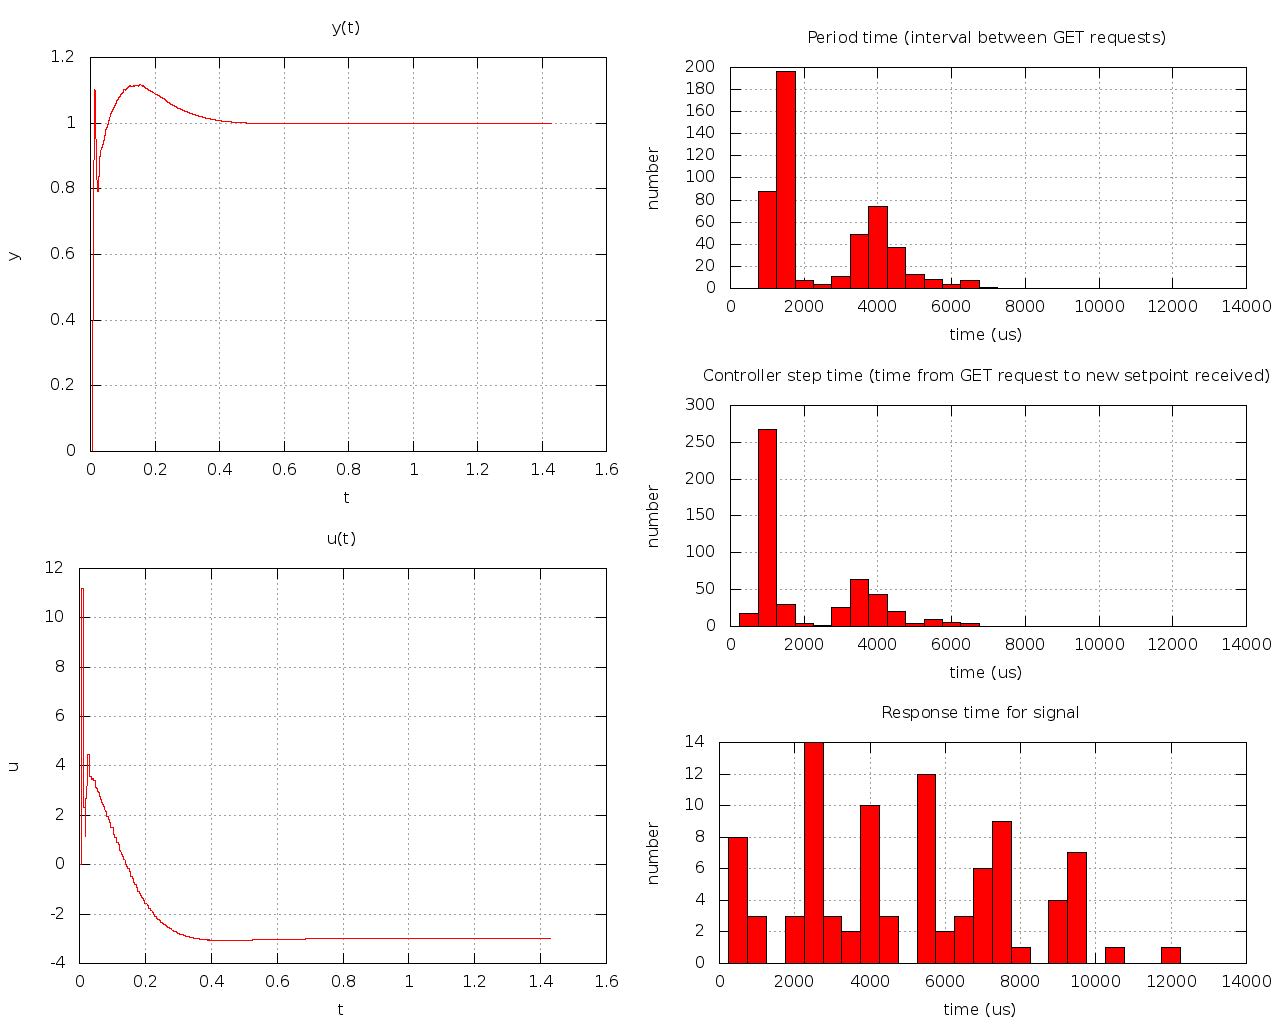 y(t)
1.2
1
0.8
0.6
0.4
0.2
0
y
0 0.2 0.4 0.6 0.8 1 1.2 1.4 1.6
t
u(t)
12
10
8
6
4
2
0
-2
-4
u
0 0.2 0.4 0.6 0.8 1 1.2 1.4 1.6
t
Period time (interval between GET requests)
200
180
160
140
120
100
80
60
40
20
0
number
0 2000 4000 6000 8000 10000 12000 14000
time (us)
Controller step time (time from GET request to new setpoint received)
300
250
200
150
100
50
0
number
0 2000 4000 6000 8000 10000 12000 14000
time (us)
Response time for signal
14
12
10
8
6
4
2
0
number
0 2000 4000 6000 8000 10000 12000 14000
time (us)